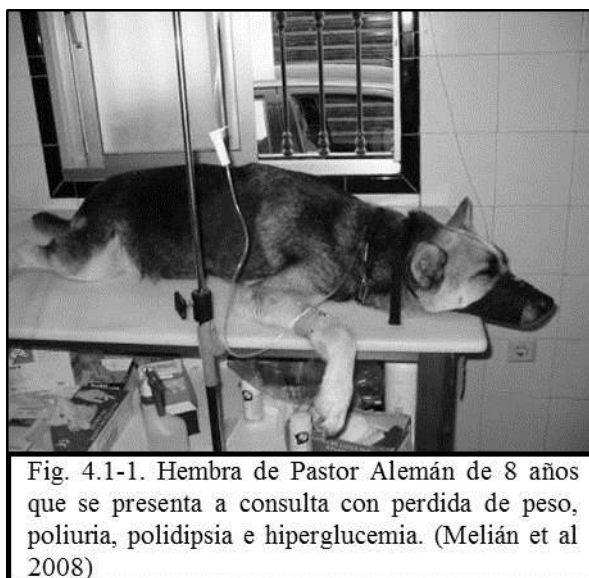 Fig. 4.1-1. Hembra de Pastor Alemán de 8 años
que se presenta a consulta con perdida de peso,
poliuria, polidipsia e hiperglucemia. (Melián et al
2008)